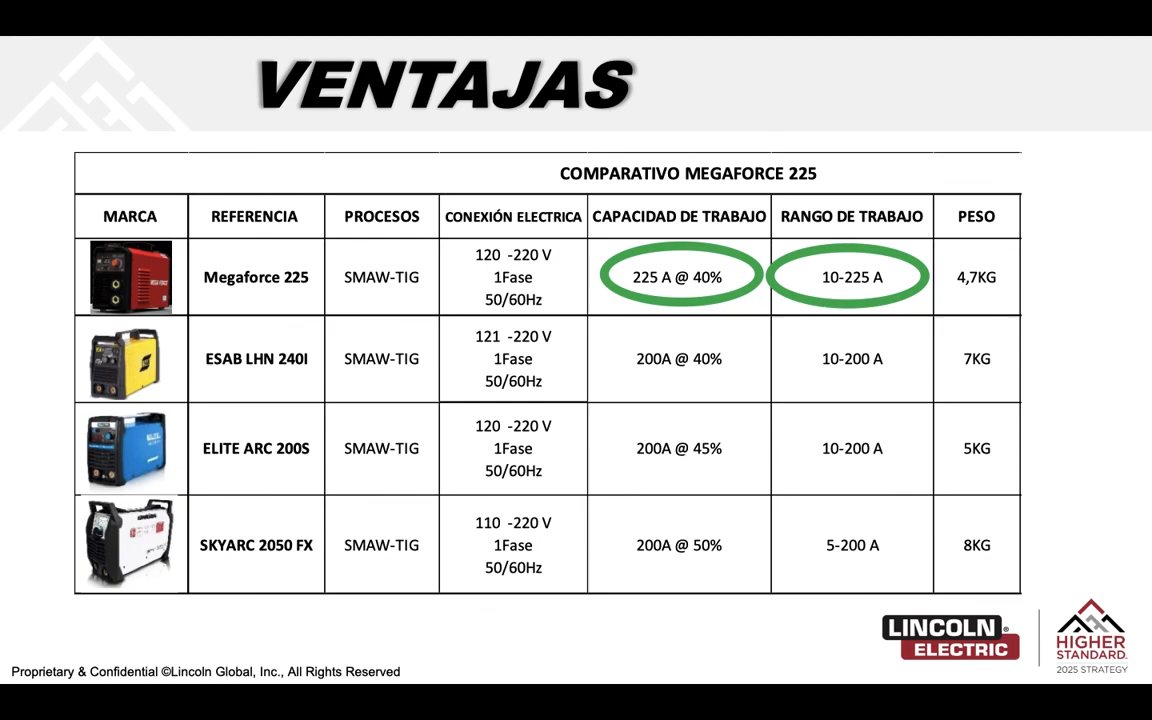 VENTAJAS
COMPARATIVO MEGAFORCE 225
MARCA REFERENCIA PROCESOS CONEXIÓN ELECTRICA CAPACIDAD DE TRABAJO RANGO DE TRABAJO PESO
120 -220 V
Megaforce 225 SMAW-TIG 1Fase 225 A @ 40% 10-225 A 4,7KG
50/60Hz
121 -220 V
ESAB LHN 240I SMAW-TIG 1Fase 200A @ 40% 10-200 A 7KG
50/60Hz
120 -220 V
ELITE ARC 200S SMAW-TIG 1Fase 200A @ 45% 10-200 A 5KG
50/60Hz
110 -220 V
SKYARC 2050 FX SMAW-TIG 1Fase 200A @ 50% 5-200 A 8KG
50/60Hz
LINCOLN®
ELECTRIC
HIGHER
STANDARD.
2025 STRATEGY
Proprietary & Confidential ©Lincoln Global, Inc., All Rights Reserved